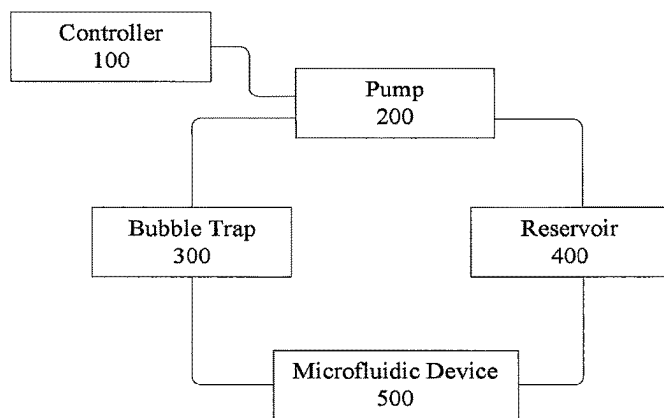 Controller
100
Pump
200
Bubble Trap
300
Reservoir
400
Microfluidic Device
500